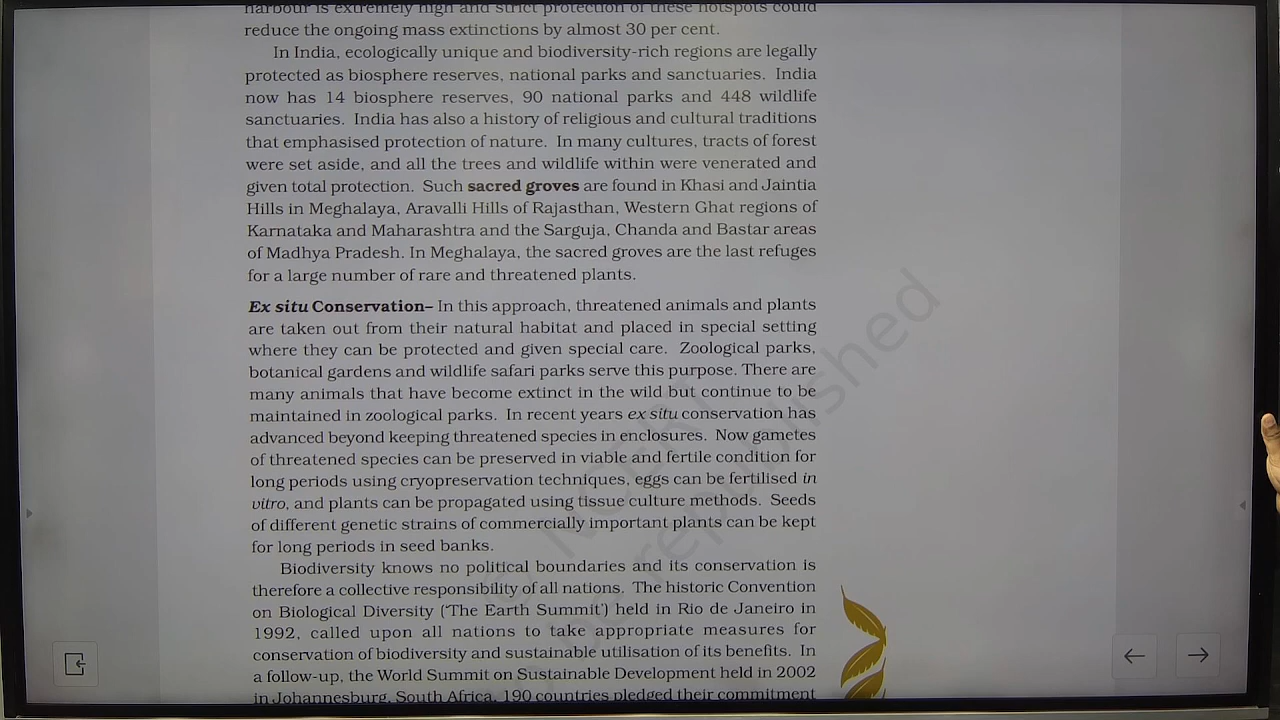 harbour is extremely high and strict protection of these hotspots could
reduce the ongoing mass extinctions by almost 30 per cent.
In India, ecologically unique and biodiversity-rich regions are legally
protected as biosphere reserves, national parks and sanctuaries. India
now has 14 biosphere reserves, 90 national parks and 448 wildlife
sanctuaries. India has also a history of religious and cultural traditions
that emphasised protection of nature. In many cultures, tracts of forest
were set aside, and all the trees and wildlife within were venerated and
given total protection. Such sacred groves are found in Khasi and Jaintia
Hills in Meghalaya, Aravalli Hills of Rajasthan, Western Ghat regions of
Karnataka and Maharashtra and the Sarguja, Chanda and Bastar areas
of Madhya Pradesh. In Meghalaya, the sacred groves are the last refuges
for a large number of rare and threatened plants.
Ex situ Conservation– In this approach, threatened animals and plants
are taken out from their natural habitat and placed in special setting
where they can be protected and given special care. Zoological parks,
botanical gardens and wildlife safari parks serve this purpose. There are
many animals that have become extinct in the wild but continue to be
maintained in zoological parks. In recent years ex situ conservation has
advanced beyond keeping threatened species in enclosures. Now gametes
of threatened species can be preserved in viable and fertile condition for
long periods using cryopreservation techniques, eggs can be fertilised in
vitro, and plants can be propagated using tissue culture methods. Seeds
of different genetic strains of commercially important plants can be kept
for long periods in seed banks.
Biodiversity knows no political boundaries and its conservation is
therefore a collective responsibility of all nations. The historic Convention
on Biological Diversity ('The Earth Summit') held in Rio de Janeiro in
1992, called upon all nations to take appropriate measures for
conservation of biodiversity and sustainable utilisation of its benefits. In
a follow-up, the World Summit on Sustainable Development held in 2002
in Johannesburg, South Africa, 190 countries pledged their commitment
NCERT
be republished